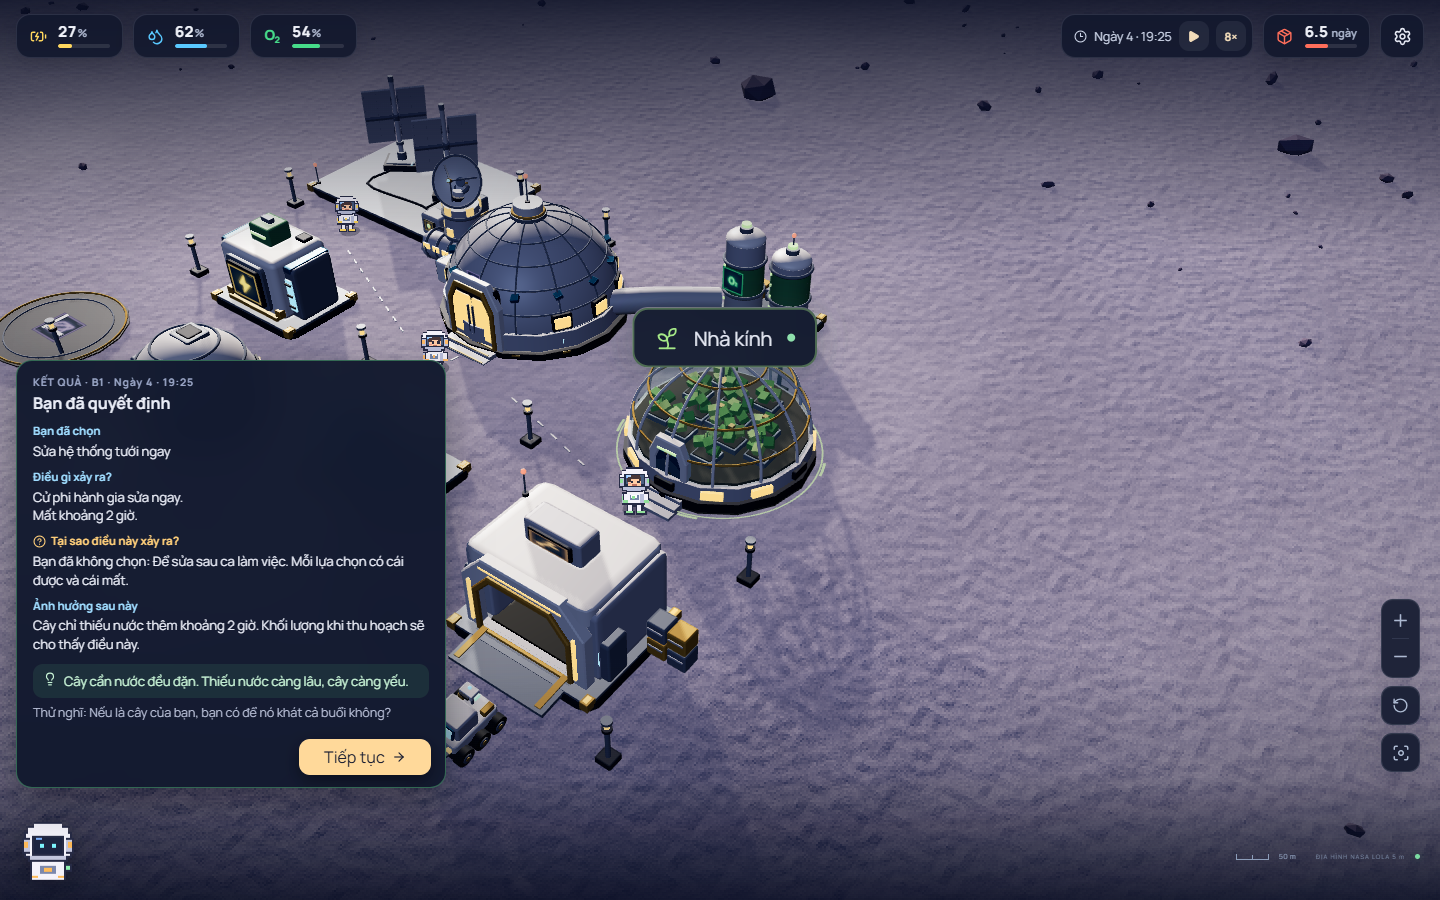 27%
62%
O₂ 54%
Ngày 4 · 19:25
8×
6.5 ngày
O₂
Nhà kính
KẾT QUẢ · B1 · Ngày 4 · 19:25
Bạn đã quyết định
Bạn đã chọn
Sửa hệ thống tưới ngay
Điều gì xảy ra?
Cử phi hành gia sửa ngay.
Mất khoảng 2 giờ.
Tại sao điều này xảy ra?
Bạn đã không chọn: Để sửa sau ca làm việc. Mỗi lựa chọn có cái
được và cái mất.
Ảnh hưởng sau này
Cây chỉ thiếu nước thêm khoảng 2 giờ. Khối lượng khi thu hoạch sẽ
cho thấy điều này.
Cây cần nước đều đặn. Thiếu nước càng lâu, cây càng yếu.
Thử nghĩ: Nếu là cây của bạn, bạn có để nó khát cả buổi không?
Tiếp tục →
50 m
ĐỊA HÌNH NASA LOLA 5 m